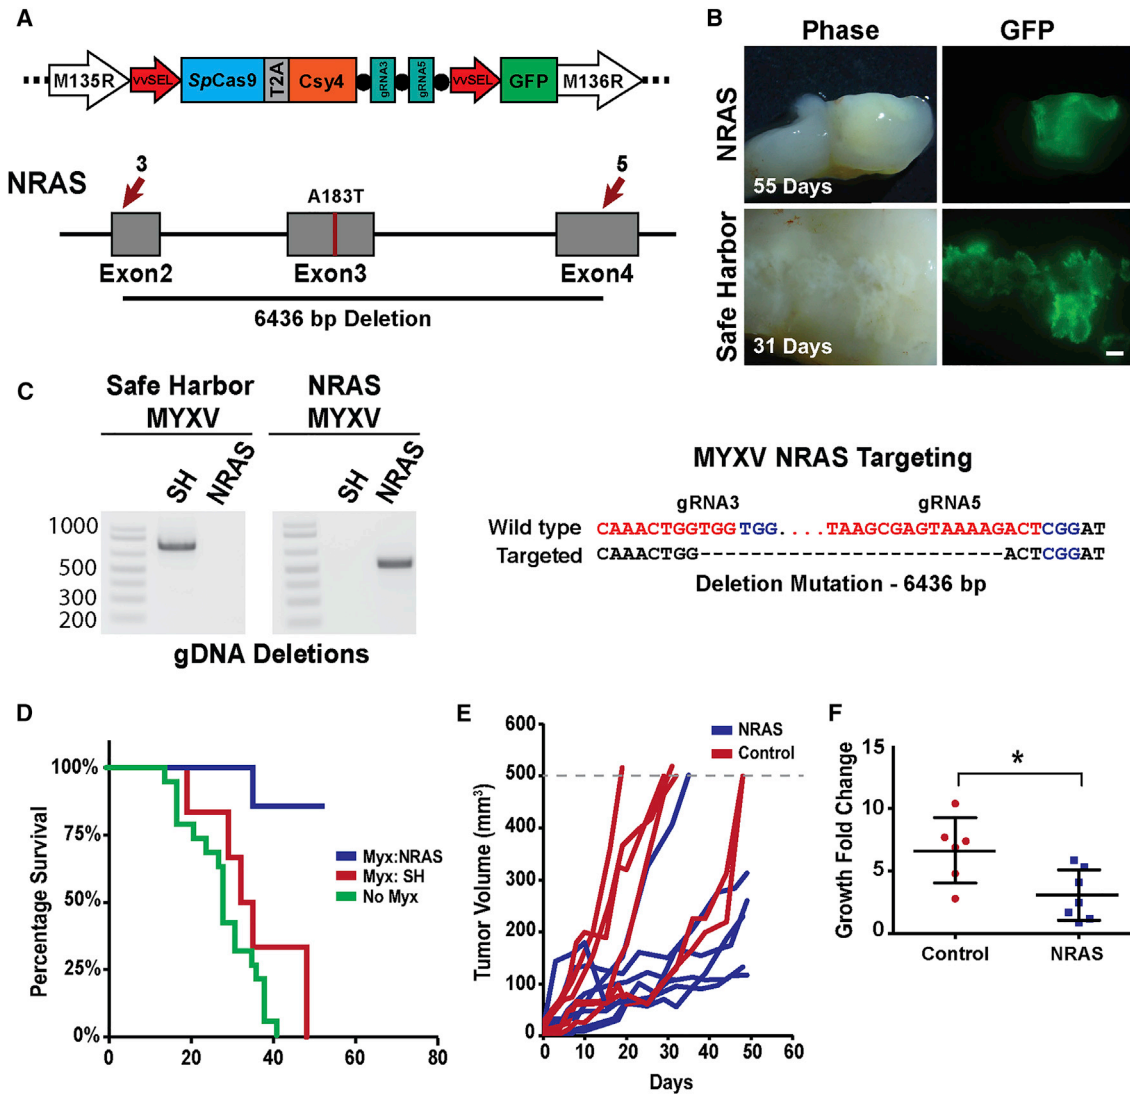 A
M135R vvSEL SpCas9 T2A Csy4 gRNA3 gRNA5 vvSEL GFP M136R
NRAS
3
5
A183T
Exon2 Exon3 Exon4
6436 bp Deletion
B
Phase GFP
NRAS
55 Days
Safe Harbor
31 Days
C
Safe Harbor
MYXV
NRAS
MYXV
SH NRAS SH NRAS
1000
500
300
200
gDNA Deletions
MYXV NRAS Targeting
gRNA3 gRNA5
Wild type CAAACTGGTGGTGG....TAAGCGAGTAAAAGACTCGGAT
Targeted CAAACTGG----------------------------ACTCGGAT
Deletion Mutation - 6436 bp
D
Percentage Survival
100%
75%
50%
25%
0%
0 20 40 60 80
Myx:NRAS
Myx: SH
No Myx
E
Tumor Volume (mm³)
600
500
400
300
200
100
0
0 10 20 30 40 50 60
Days
NRAS
Control
F
Growth Fold Change
15
10
5
0
*
Control NRAS